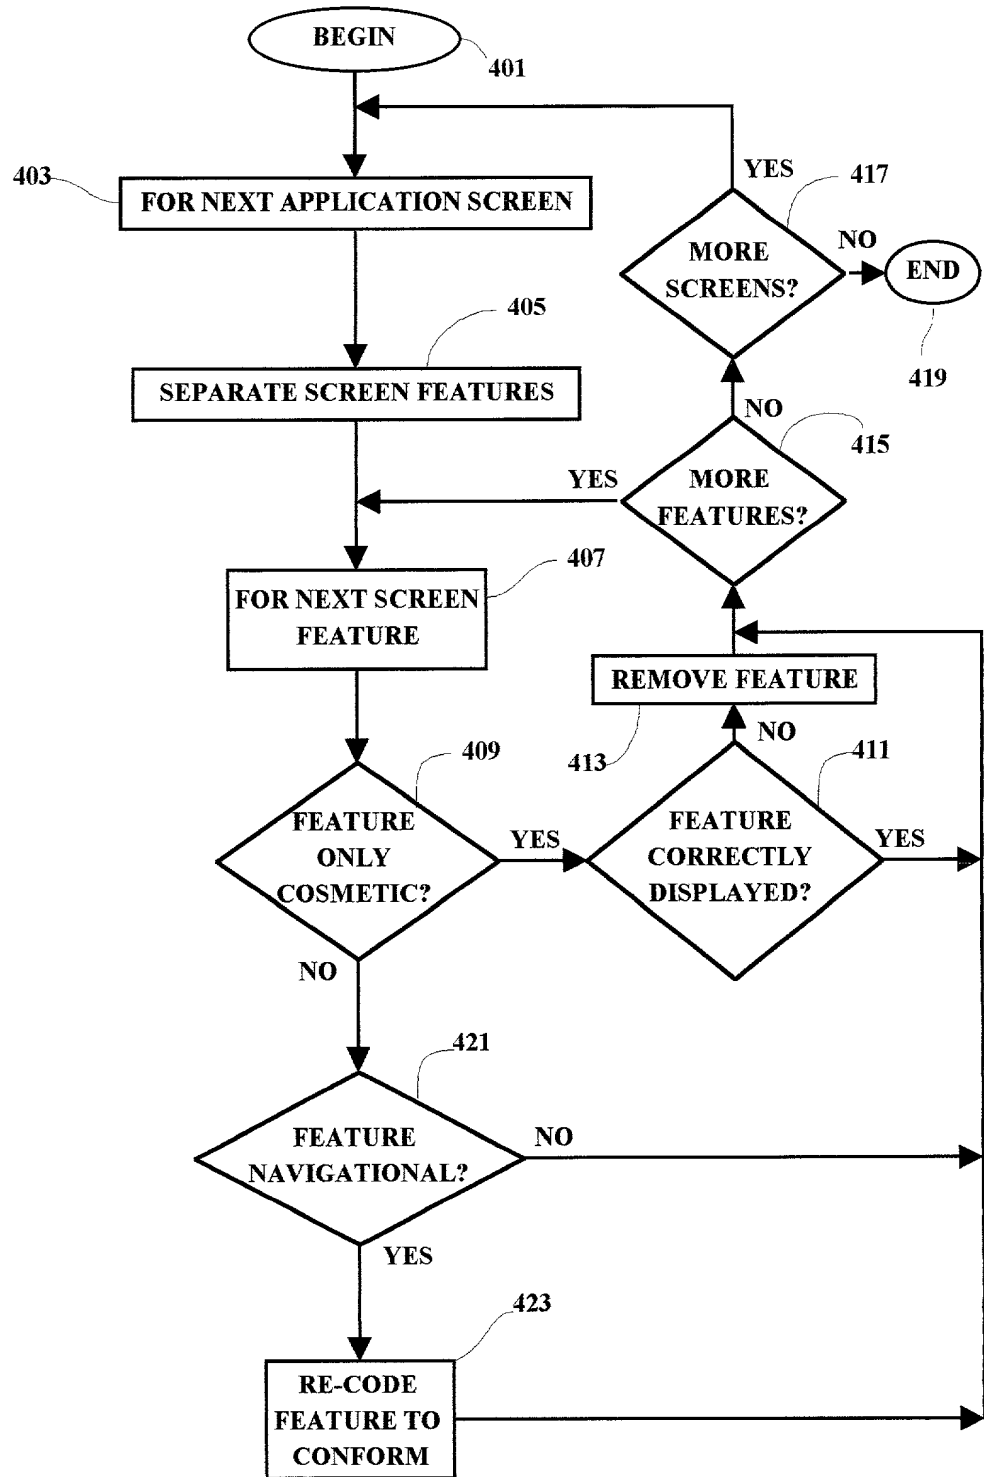 BEGIN
401
YES
417
403
FOR NEXT APPLICATION SCREEN
MORE
SCREENS?
NO
END
405
419
SEPARATE SCREEN FEATURES
NO
415
YES
MORE
FEATURES?
407
FOR NEXT SCREEN
FEATURE
REMOVE FEATURE
413
NO
411
409
FEATURE
ONLY
COSMETIC?
YES
FEATURE
CORRECTLY
DISPLAYED?
YES
NO
421
FEATURE
NAVIGATIONAL?
NO
YES
423
RE-CODE
FEATURE TO
CONFORM